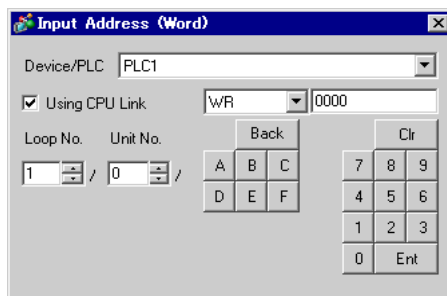 Input Address (Word)
Device/PLC PLC1
Using CPU Link WR 0000
Loop No. Unit No. Back Clr
1 / 0 / A B C 7 8 9
D E F 4 5 6
1 2 3
0 Ent